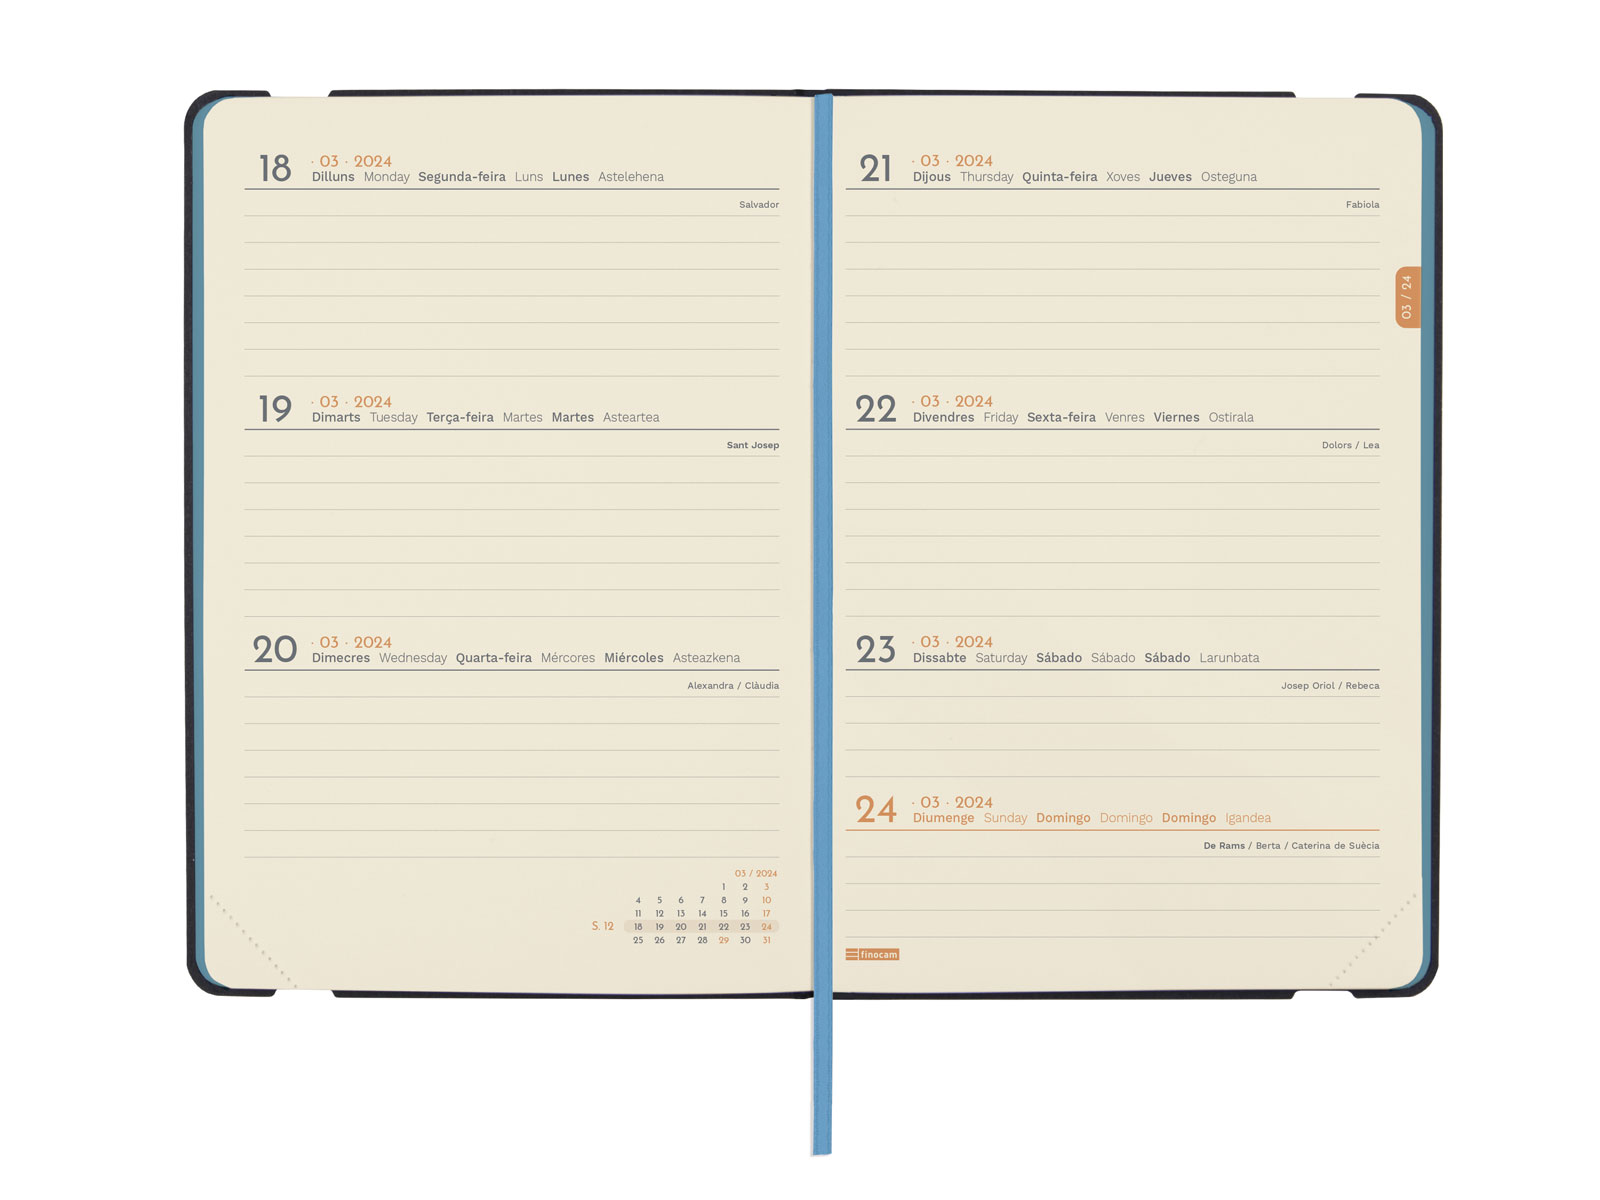 18 · 03 · 2024
Dilluns Monday Segunda-feira Luns Lunes Astelehena
Salvador
19 · 03 · 2024
Dimarts Tuesday Terça-feira Martes Martes Asteartea
Sant Josep
20 · 03 · 2024
Dimecres Wednesday Quarta-feira Mércores Miércoles Asteazkena
Alexandra / Clàudia
03 / 2024
1 2 3
4 5 6 7 8 9 10
11 12 13 14 15 16 17
S. 12 18 19 20 21 22 23 24
25 26 27 28 29 30 31
21 · 03 · 2024
Dijous Thursday Quinta-feira Xoves Jueves Osteguna
Fabiola
03 / 24
22 · 03 · 2024
Divendres Friday Sexta-feira Venres Viernes Ostirala
Dolors / Lea
23 · 03 · 2024
Dissabte Saturday Sábado Sábado Sábado Larunbata
Josep Oriol / Rebeca
24 · 03 · 2024
Diumenge Sunday Domingo Domingo Domingo Igandea
De Rams / Berta / Caterina de Suècia
finocam